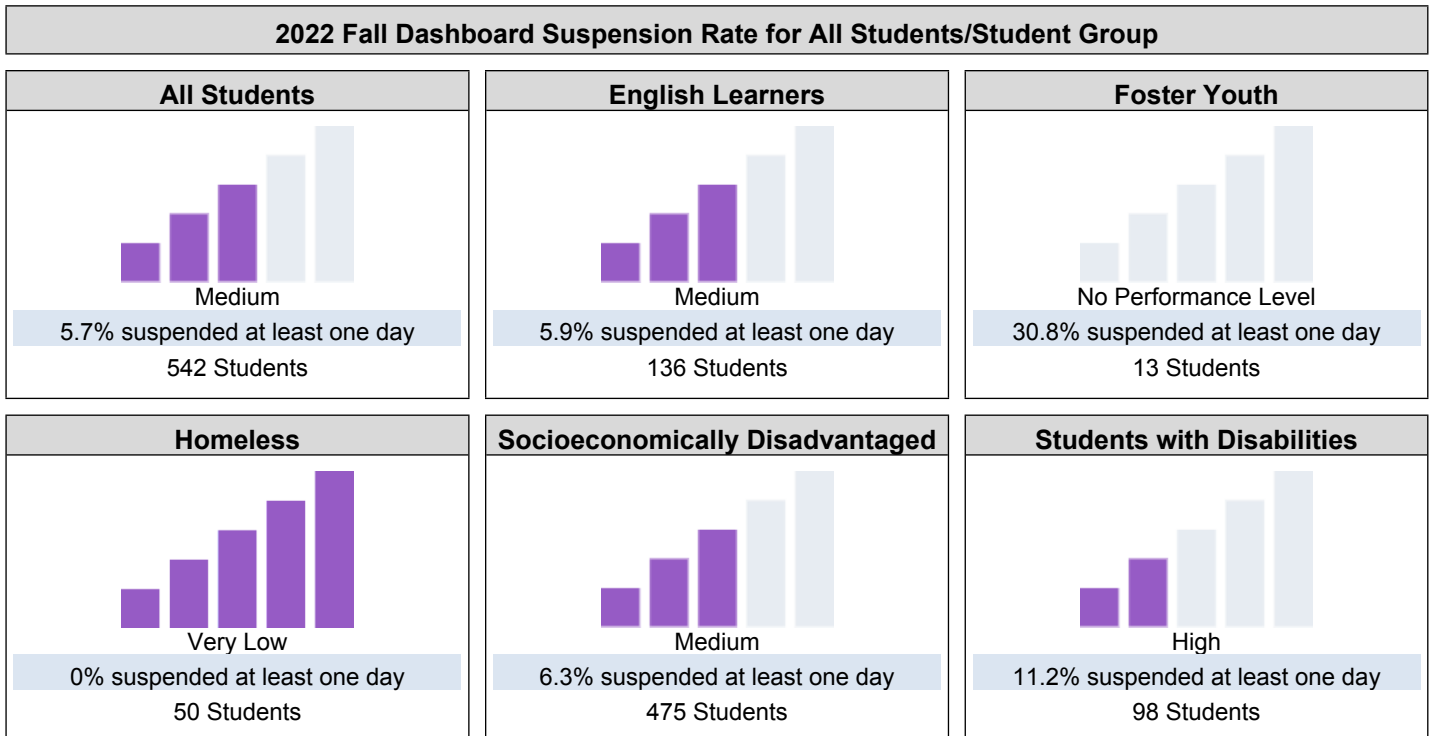 2022 Fall Dashboard Suspension Rate for All Students/Student Group
All Students
Medium
5.7% suspended at least one day
542 Students
English Learners
Medium
5.9% suspended at least one day
136 Students
Foster Youth
No Performance Level
30.8% suspended at least one day
13 Students
Homeless
Very Low
0% suspended at least one day
50 Students
Socioeconomically Disadvantaged
Medium
6.3% suspended at least one day
475 Students
Students with Disabilities
High
11.2% suspended at least one day
98 Students